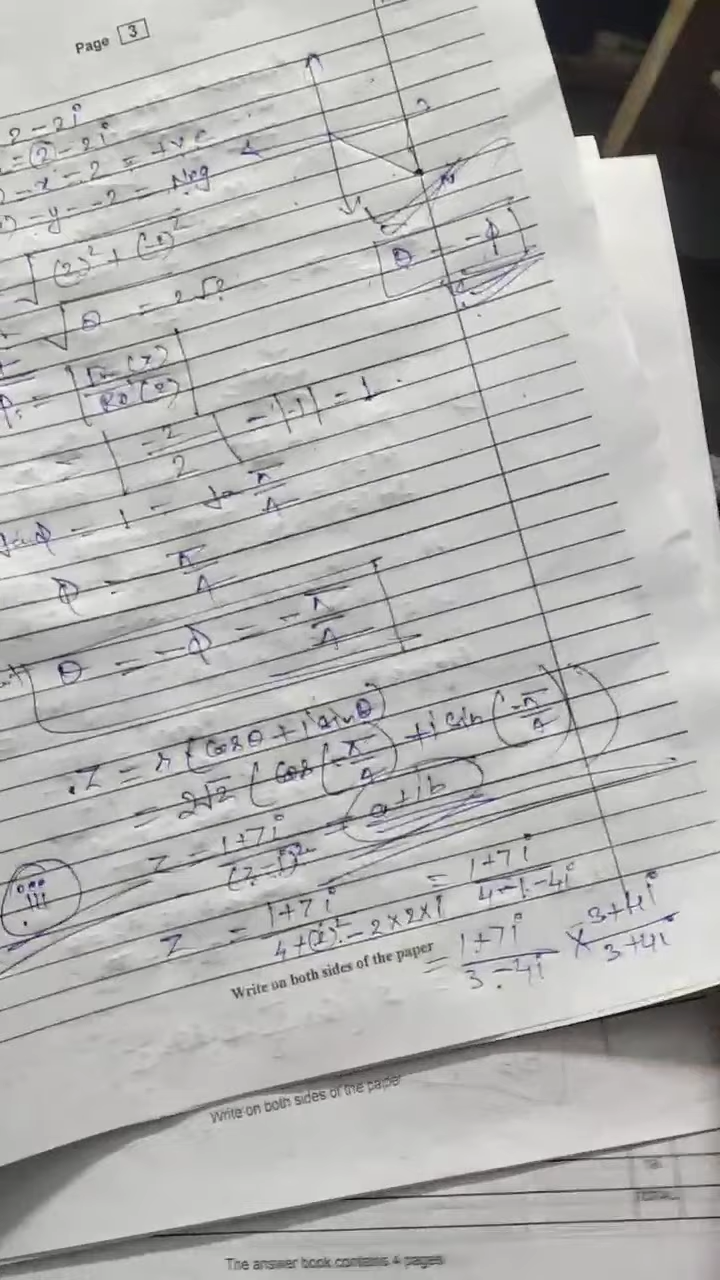 Page 3
2 - 2i
= (2) - 2i
- x = 2 = +ve
- y = -2 = Neg
√(2)² + (-2)²
θ = -φ
√8 = 2√2
= |Im(z)/Re(z)|
= |-2/2| = |-1| = 1
tan φ = 1 = tan π/4
φ = π/4
θ = -φ = -π/4
z = r(cosθ + i sinθ)
= 2√2 (cos(-π/4) + i sin(-π/4))
iii z = 1+7i/(2-i)² = a+ib
z = 1+7i/4+(i)²-2×2×i = 1+7i/4-1-4i
= 1+7i/3-4i × 3+4i/3+4i
Write on both sides of the paper
Write on both sides of the paper
The answer book contains 4 pages